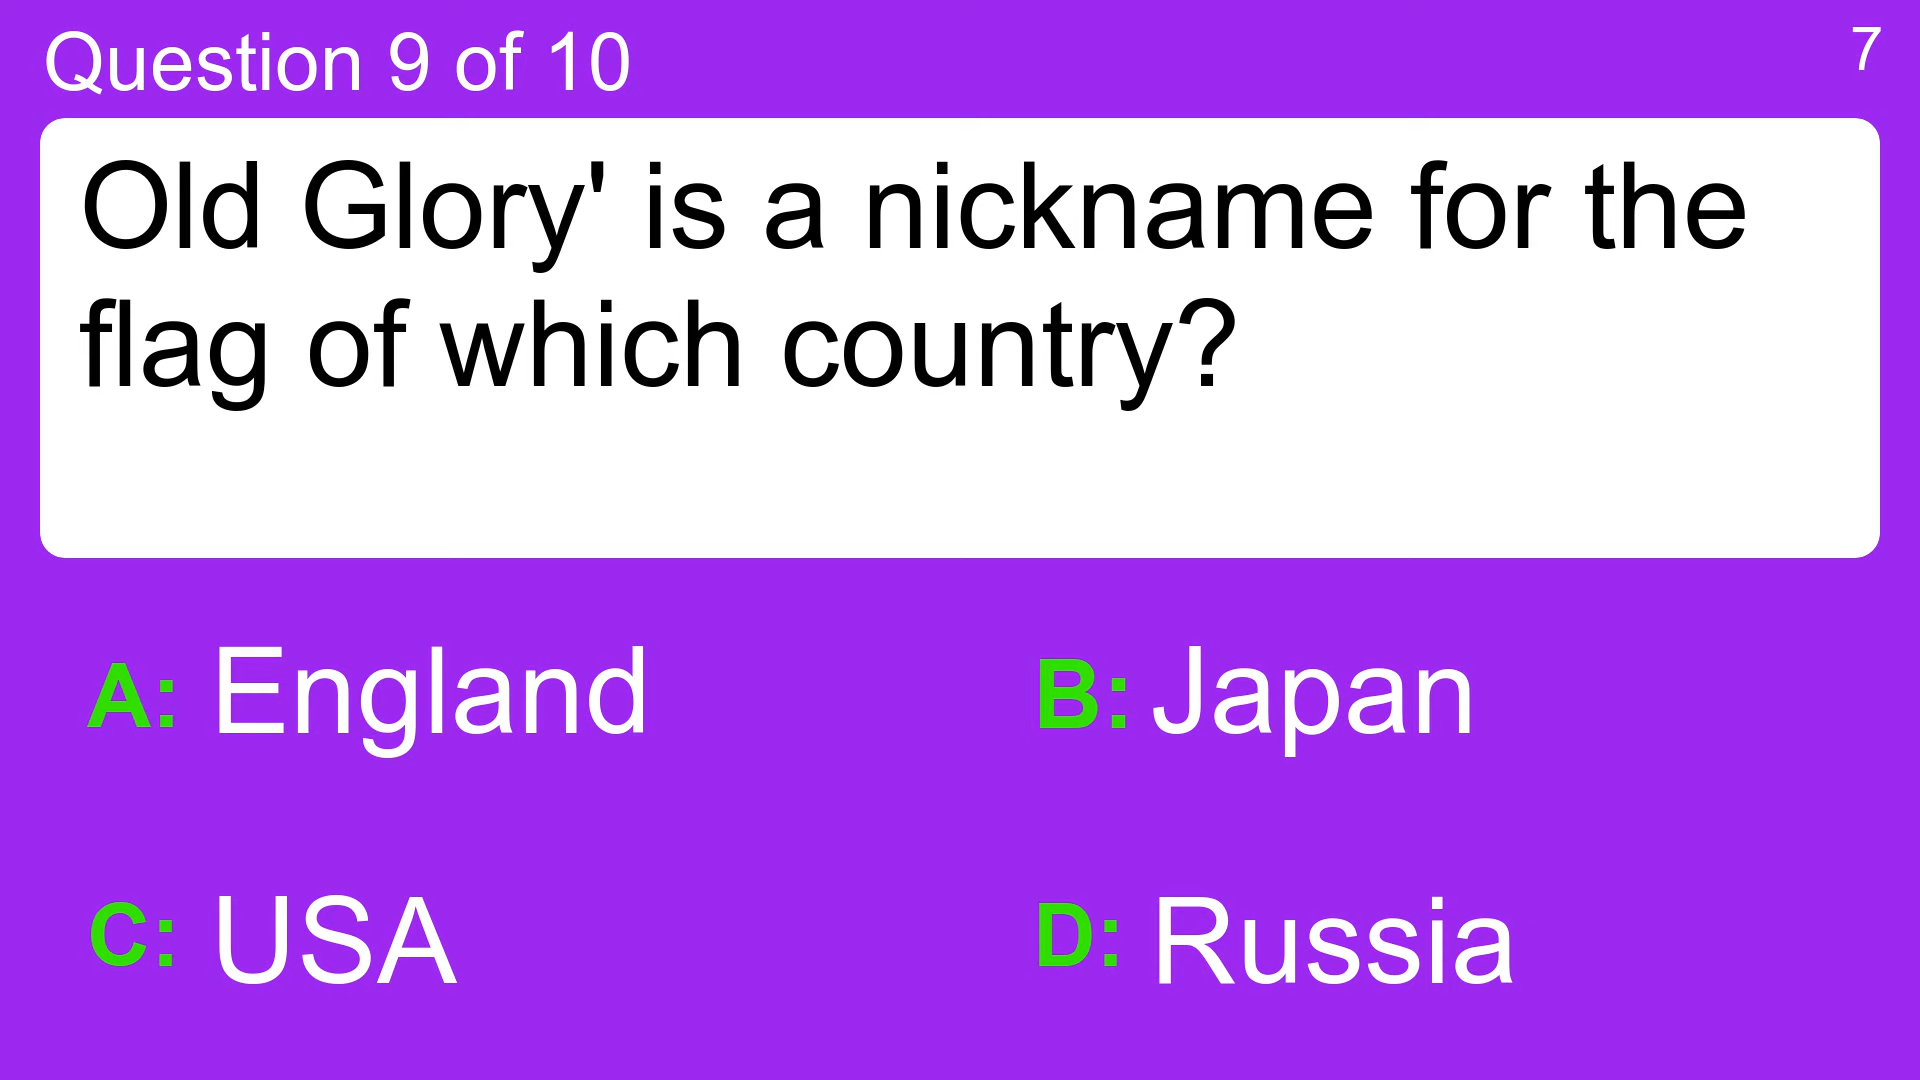 Question 9 of 10
7
Old Glory' is a nickname for the
flag of which country?
A: England
B: Japan
C: USA
D: Russia